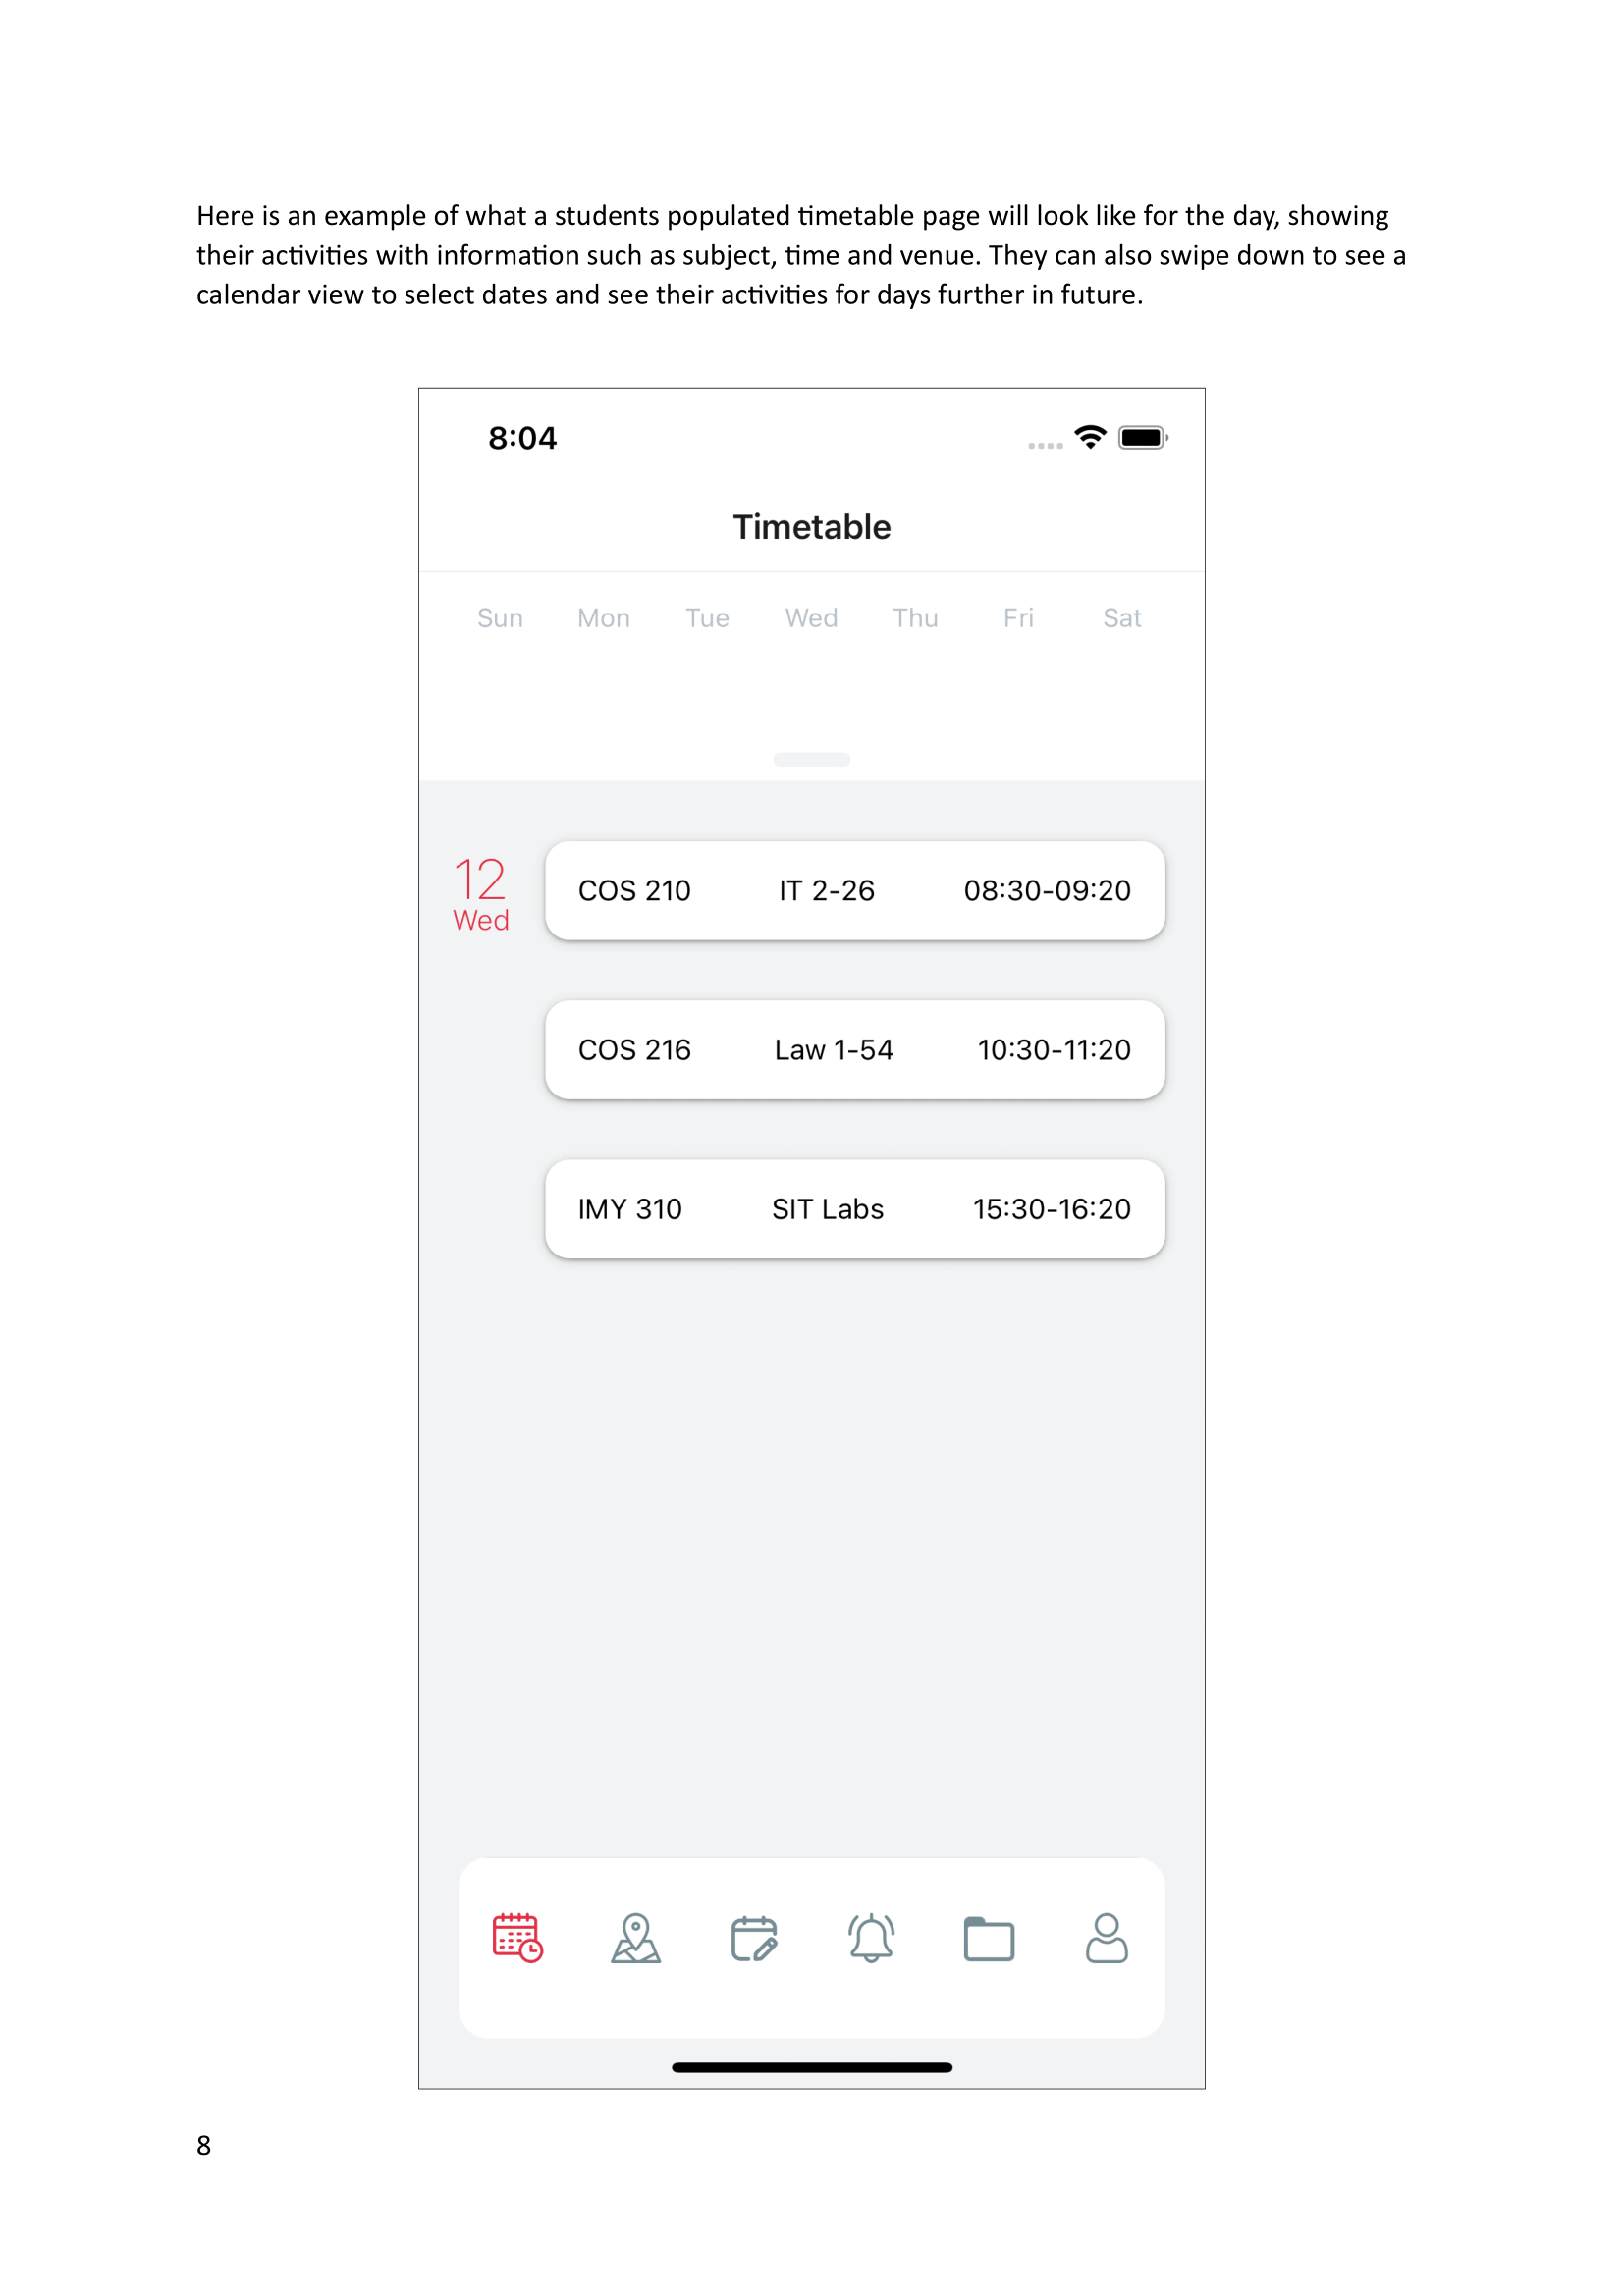 Here is an example of what a students populated timetable page will look like for the day, showing
their activities with information such as subject, time and venue. They can also swipe down to see a
calendar view to select dates and see their activities for days further in future.
8:04
Timetable
Sun Mon Tue Wed Thu Fri Sat
12
Wed
COS 210 IT 2-26 08:30-09:20
COS 216 Law 1-54 10:30-11:20
IMY 310 SIT Labs 15:30-16:20
8